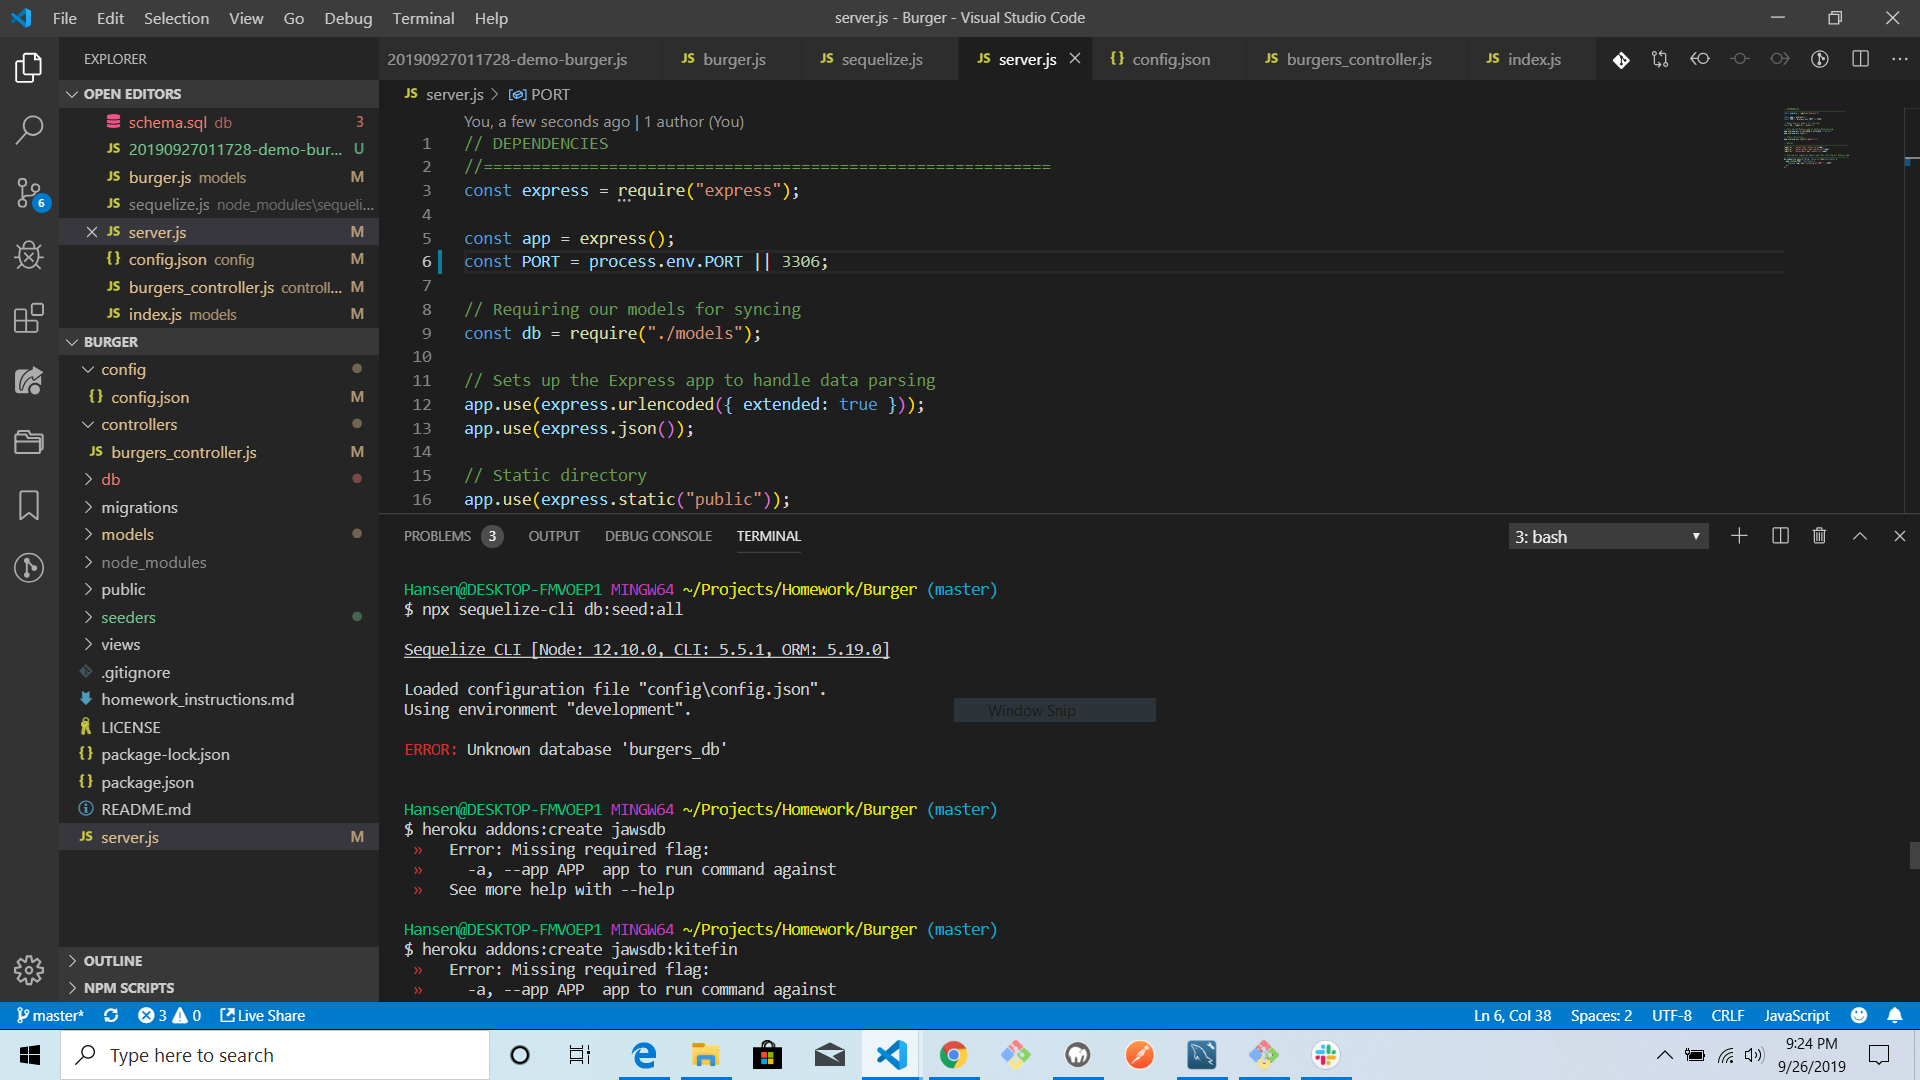 File Edit Selection View Go Debug Terminal Help
server.js - Burger - Visual Studio Code
EXPLORER
OPEN EDITORS
schema.sql db 3
JS 20190927011728-demo-bur... U
JS burger.js models M
JS sequelize.js node_modules\sequeli...
JS server.js M
{} config.json config M
JS burgers_controller.js controll... M
JS index.js models M
BURGER
config
{} config.json M
controllers
JS burgers_controller.js M
db
migrations
models
node_modules
public
seeders
views
.gitignore
homework_instructions.md
LICENSE
{} package-lock.json
{} package.json
README.md
JS server.js M
OUTLINE
NPM SCRIPTS
6
20190927011728-demo-burger.js
JS burger.js
JS sequelize.js
JS server.js
{} config.json
JS burgers_controller.js
JS index.js
JS server.js > PORT
You, a few seconds ago | 1 author (You)
1 // DEPENDENCIES
2 //===========================================================
3 const express = require("express");
4
5 const app = express();
6 const PORT = process.env.PORT || 3306;
7
8 // Requiring our models for syncing
9 const db = require("./models");
10
11 // Sets up the Express app to handle data parsing
12 app.use(express.urlencoded({ extended: true }));
13 app.use(express.json());
14
15 // Static directory
16 app.use(express.static("public"));
PROBLEMS 3 OUTPUT DEBUG CONSOLE TERMINAL
3: bash
Hansen@DESKTOP-FMVOEP1 MINGW64 ~/Projects/Homework/Burger (master)
$ npx sequelize-cli db:seed:all
Sequelize CLI [Node: 12.10.0, CLI: 5.5.1, ORM: 5.19.0]
Loaded configuration file "config\config.json".
Using environment "development".
Window Snip
ERROR: Unknown database 'burgers_db'
Hansen@DESKTOP-FMVOEP1 MINGW64 ~/Projects/Homework/Burger (master)
$ heroku addons:create jawsdb
» Error: Missing required flag:
» -a, --app APP app to run command against
» See more help with --help
Hansen@DESKTOP-FMVOEP1 MINGW64 ~/Projects/Homework/Burger (master)
$ heroku addons:create jawsdb:kitefin
» Error: Missing required flag:
» -a, --app APP app to run command against
master* 3 0 Live Share
Ln 6, Col 38 Spaces: 2 UTF-8 CRLF JavaScript
Type here to search
9:24 PM
9/26/2019